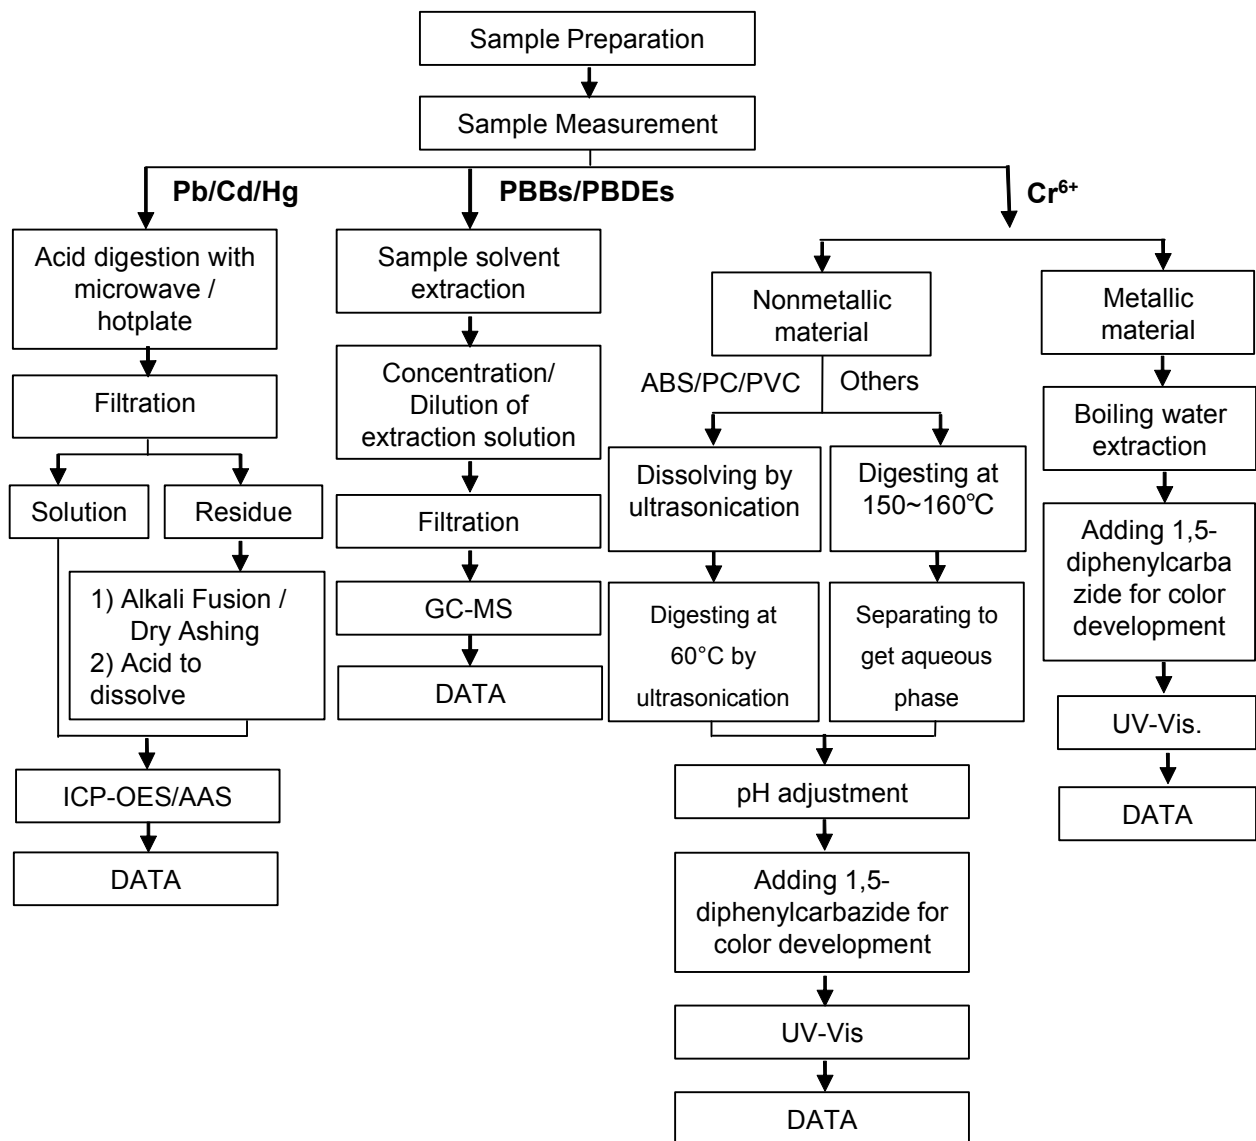 Sample Preparation
Sample Measurement
Pb/Cd/Hg
PBBs/PBDEs
Cr⁶⁺
Acid digestion with
microwave /
hotplate
Filtration
Solution
Residue
1) Alkali Fusion /
Dry Ashing
2) Acid to
dissolve
ICP-OES/AAS
DATA
Sample solvent
extraction
Concentration/
Dilution of
extraction solution
Filtration
GC-MS
DATA
Nonmetallic
material
ABS/PC/PVC
Others
Dissolving by
ultrasonication
Digesting at
150~160℃
Digesting at
60°C by
ultrasonication
Separating to
get aqueous
phase
pH adjustment
Adding 1,5-
diphenylcarbazide for
color development
UV-Vis
DATA
Metallic
material
Boiling water
extraction
Adding 1,5-
diphenylcarba
zide for color
development
UV-Vis.
DATA